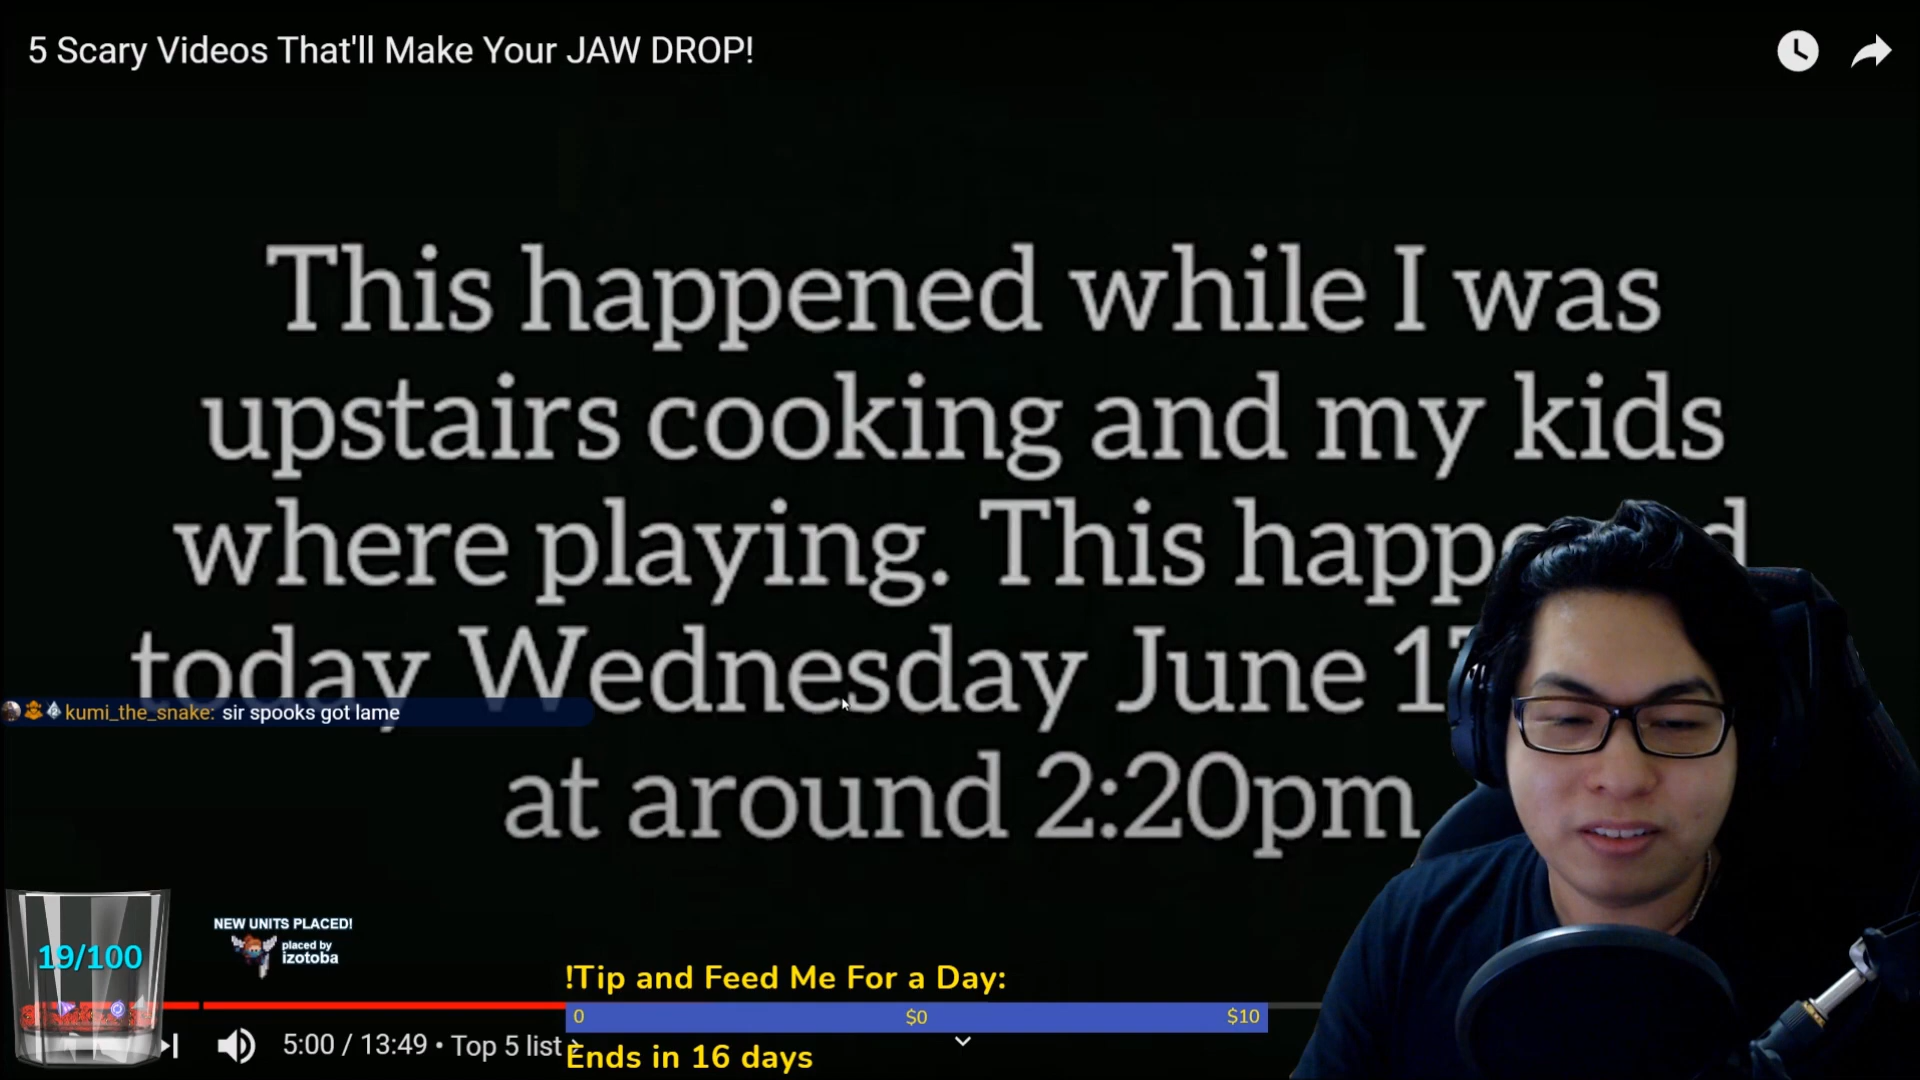 5 Scary Videos That'll Make Your JAW DROP!
This happened while I was
upstairs cooking and my kids
where playing. This
today Wednesday June
kumi_the_snake: sir spooks got lame
at around 2:20pm
NEW UNITS PLACED!
placed by
izotoba
19/100
!Tip and Feed Me For a Day:
0 $0 $10
5:00 / 13:49 • Top 5 list
Ends in 16 days